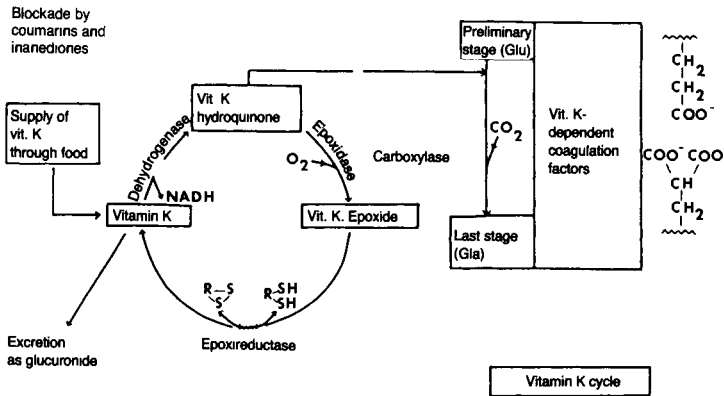 Blockade by
coumarins and
inanediones
Supply of
vit. K
through food
Dehydrogenase
NADH
Vitamin K
Vit K
hydroquinone
Epoxidase
O2
Carboxylase
Vit. K. Epoxide
R S
S
R SH
SH
Epoxireductase
Excretion
as glucuronide
Preliminary
stage (Glu)
CO2
Last stage
(Gla)
Vit. K-
dependent
coagulation
factors
CH2
CH2
COO-
COO- COO
CH
CH2
Vitamin K cycle